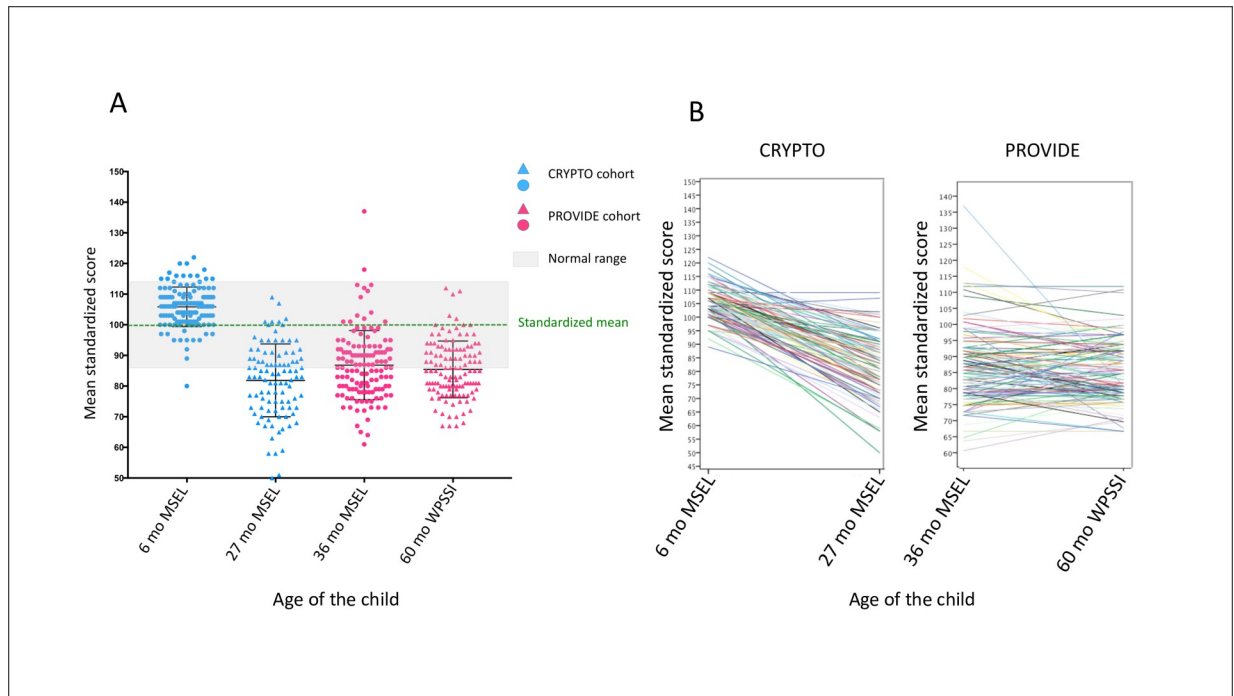 A
Mean standardized score
150
140
130
120
110
100
90
80
70
60
50
6 mo MSEL
27 mo MSEL
36 mo MSEL
60 mo WPSSI
Age of the child
CRYPTO cohort
PROVIDE cohort
Normal range
Standardized mean
B
CRYPTO
Mean standardized score
150
145
140
135
130
125
120
115
110
105
100
95
90
85
80
75
70
65
60
55
50
45
6 mo MSEL
27 mo MSEL
PROVIDE
Mean standardized score
140
135
130
125
120
115
110
105
100
95
90
85
80
75
70
65
60
36 mo MSEL
60 mo WPSSI
Age of the child